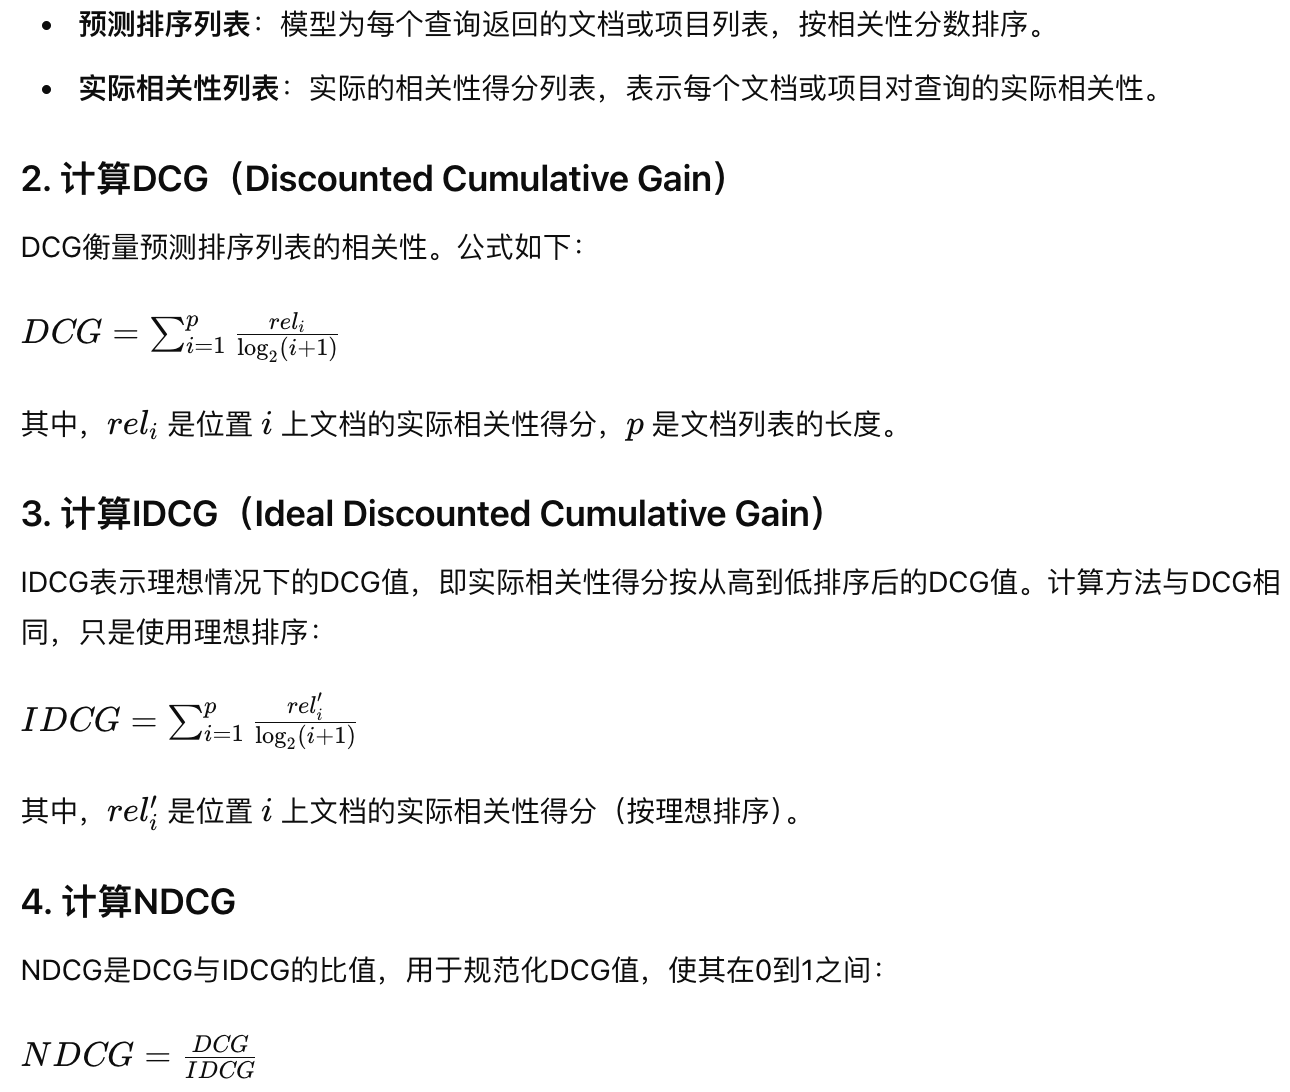 • 预测排序列表：模型为每个查询返回的文档或项目列表，按相关性分数排序。
• 实际相关性列表：实际的相关性得分列表，表示每个文档或项目对查询的实际相关性。
2. 计算DCG（Discounted Cumulative Gain）
DCG衡量预测排序列表的相关性。公式如下：
$DCG = \sum_{i=1}^{p} \frac{rel_i}{\log_2(i+1)}$
其中，$rel_i$ 是位置 $i$ 上文档的实际相关性得分，$p$ 是文档列表的长度。
3. 计算IDCG（Ideal Discounted Cumulative Gain）
IDCG表示理想情况下的DCG值，即实际相关性得分按从高到低排序后的DCG值。计算方法与DCG相
同，只是使用理想排序：
$IDCG = \sum_{i=1}^{p} \frac{rel'_i}{\log_2(i+1)}$
其中，$rel'_i$ 是位置 $i$ 上文档的实际相关性得分（按理想排序）。
4. 计算NDCG
NDCG是DCG与IDCG的比值，用于规范化DCG值，使其在0到1之间：
$NDCG = \frac{DCG}{IDCG}$